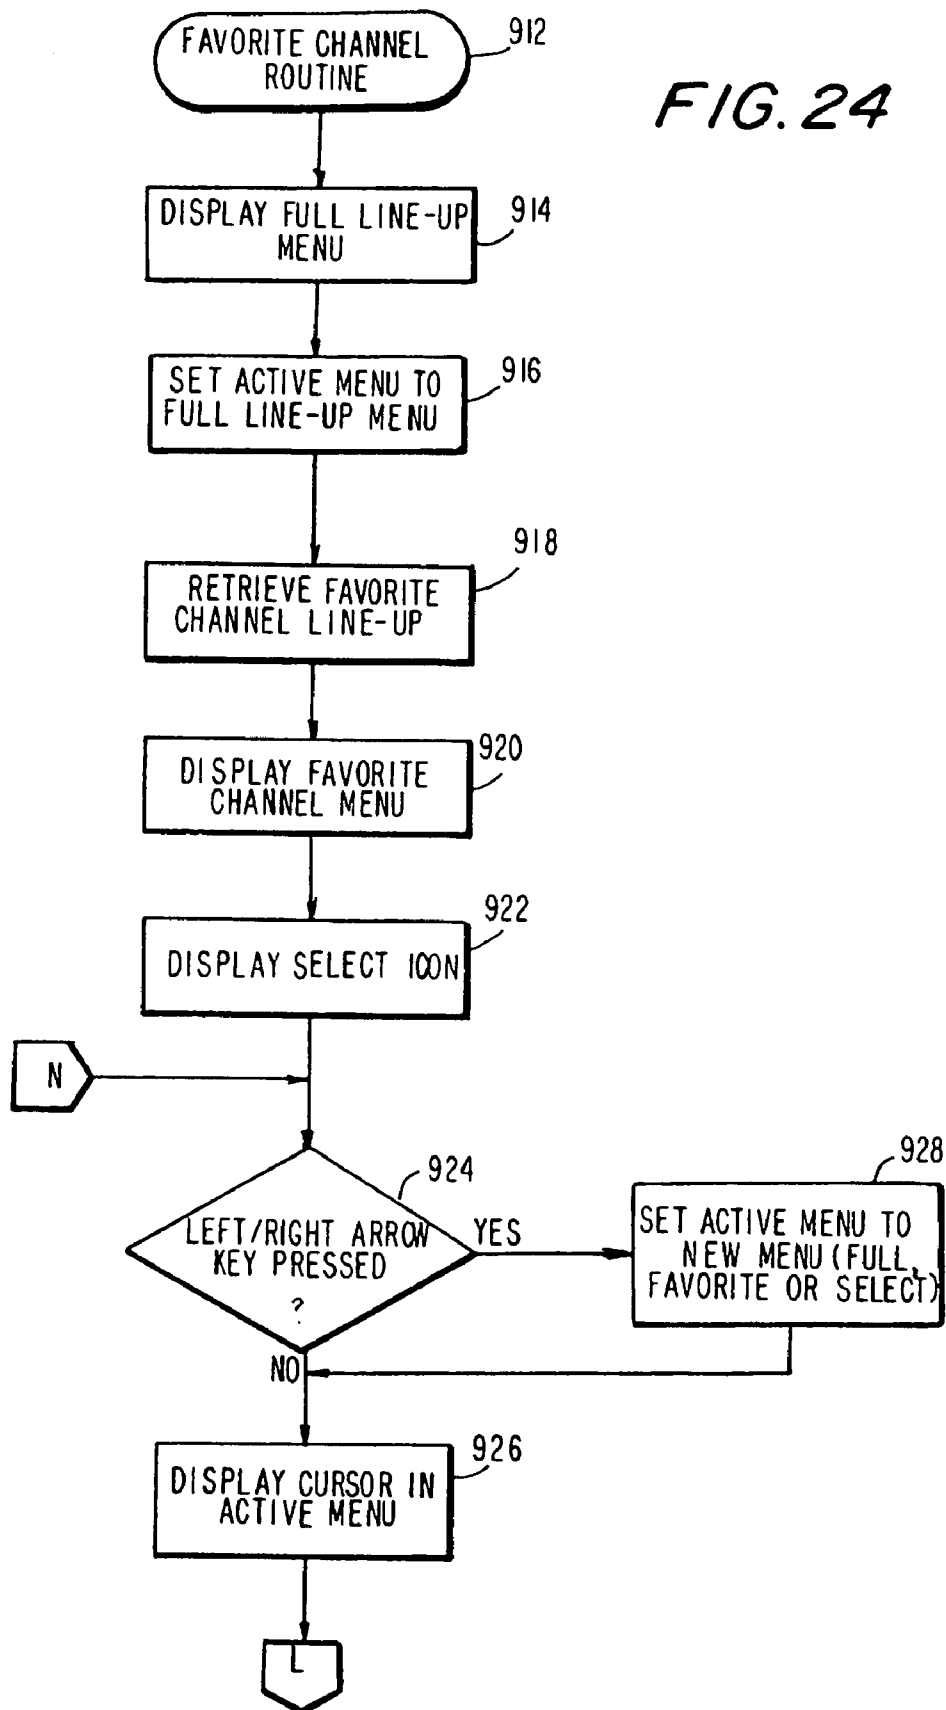 FAVORITE CHANNEL
ROUTINE
912
FIG. 24
DISPLAY FULL LINE-UP
MENU
914
SET ACTIVE MENU TO
FULL LINE-UP MENU
916
RETRIEVE FAVORITE
CHANNEL LINE-UP
918
DISPLAY FAVORITE
CHANNEL MENU
920
DISPLAY SELECT ICON
922
N
LEFT/RIGHT ARROW
KEY PRESSED
?
924
YES
SET ACTIVE MENU TO
NEW MENU (FULL,
FAVORITE OR SELECT)
928
NO
DISPLAY CURSOR IN
ACTIVE MENU
926
L